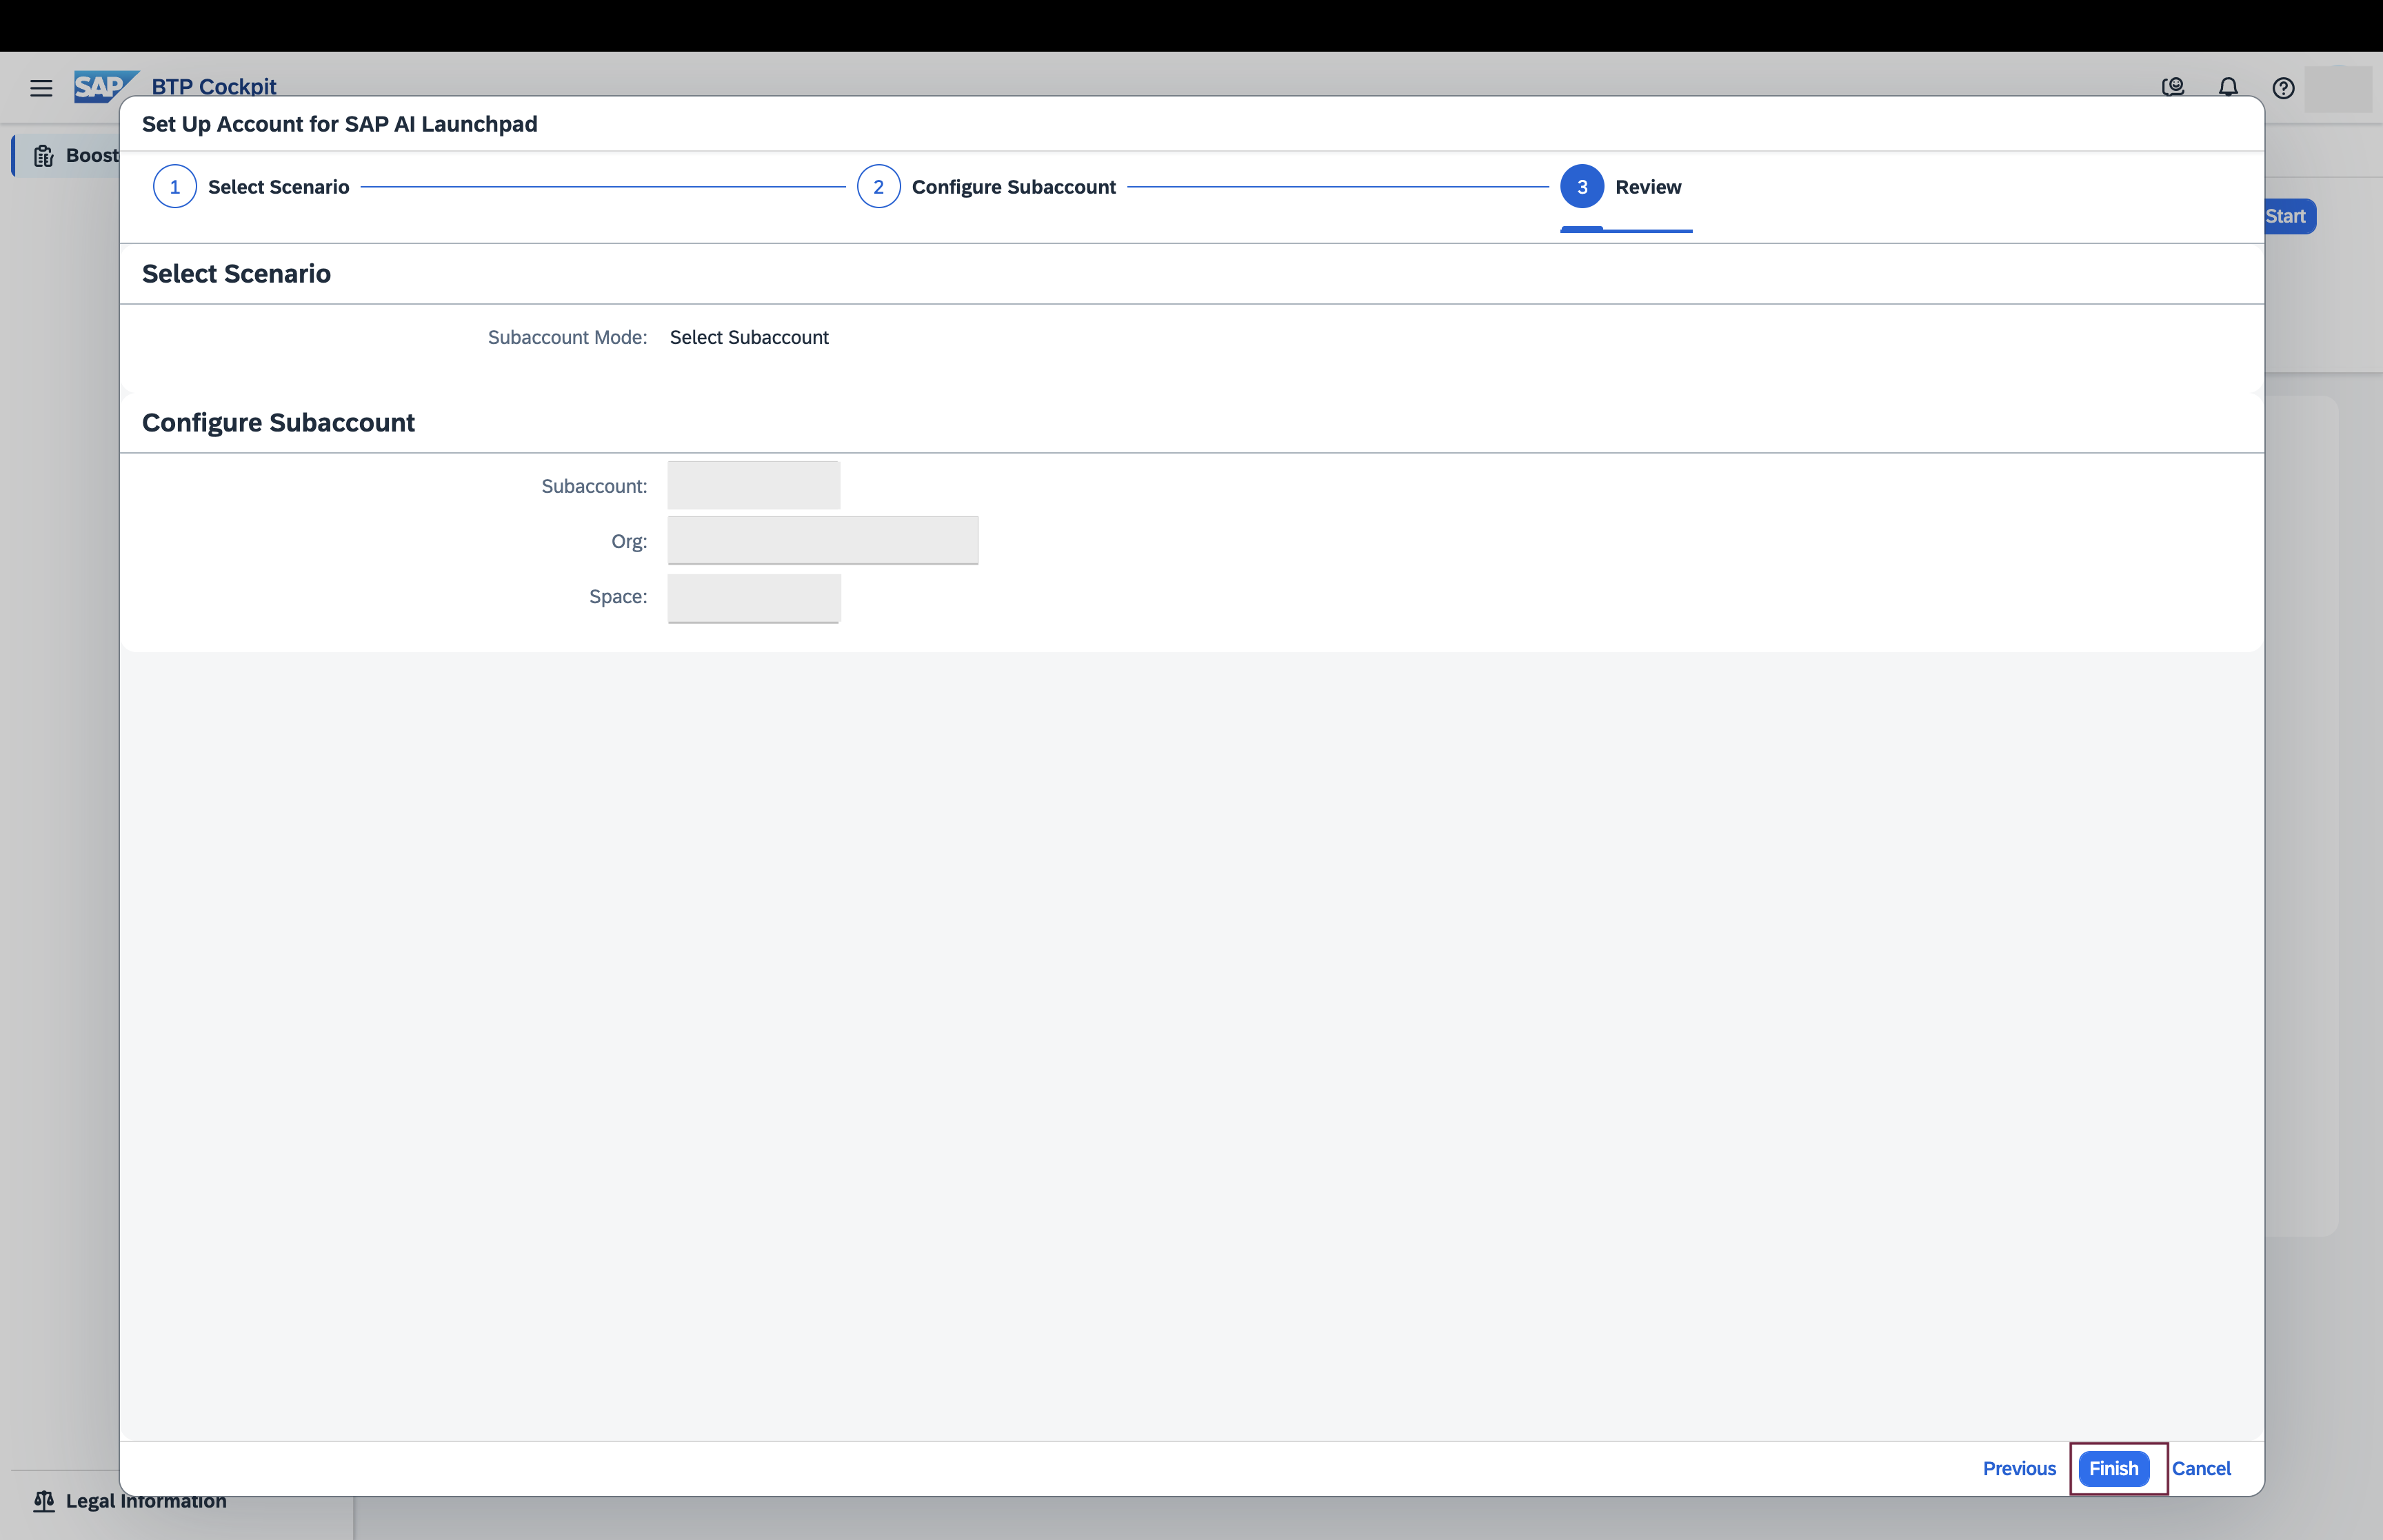 SAP BTP Cockpit
Set Up Account for SAP AI Launchpad
Boost
1 Select Scenario 2 Configure Subaccount 3 Review
Start
Select Scenario
Subaccount Mode: Select Subaccount
Configure Subaccount
Subaccount:
Org:
Space:
Previous Finish Cancel
Legal Information